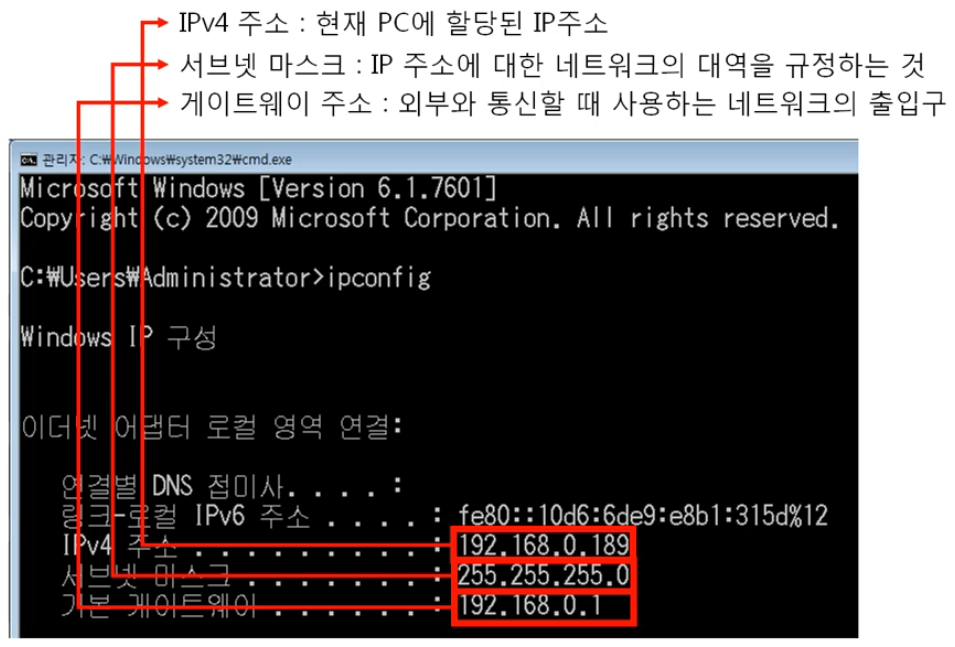 IPv4 주소 : 현재 PC에 할당된 IP주소
서브넷 마스크 : IP 주소에 대한 네트워크의 대역을 규정하는 것
게이트웨이 주소 : 외부와 통신할 때 사용하는 네트워크의 출입구
관리자: C:₩Windows₩system32₩cmd.exe
Microsoft Windows [Version 6.1.7601]
Copyright (c) 2009 Microsoft Corporation. All rights reserved.
C:₩Users₩Administrator>ipconfig
Windows IP 구성
이더넷 어댑터 로컬 영역 연결:
연결별 DNS 접미사. . . . :
링크-로컬 IPv6 주소 . . . . : fe80::10d6:6de9:e8b1:315d%12
IPv4 주소 . . . . . . . . . : 192.168.0.189
서브넷 마스크 . . . . . . . : 255.255.255.0
기본 게이트웨이 . . . . . . : 192.168.0.1